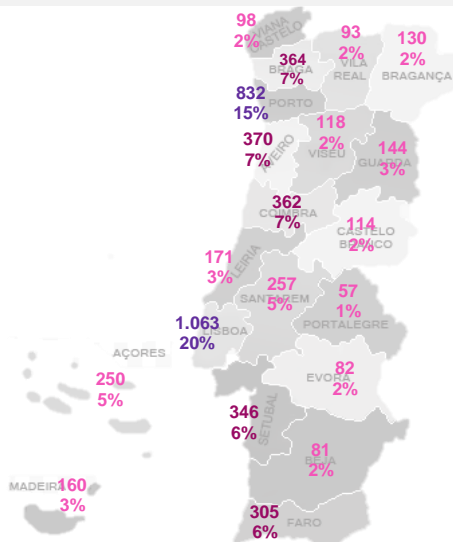 98
2%
VIANA
CASTELO
364
7%
BRAGA
93
2%
VILA
REAL
130
2%
BRAGANÇA
832
15%
PORTO
370
7%
AVEIRO
118
2%
VISEU
144
3%
GUARDA
362
7%
COIMBRA
114
2%
CASTELO
BRANCO
171
3%
LEIRIA
257
5%
SANTAREM
57
1%
PORTALEGRE
1.063
20%
LISBOA
AÇORES
250
5%
82
2%
EVORA
346
6%
SETUBAL
81
2%
BEJA
MADEIRA
160
3%
305
6%
FARO